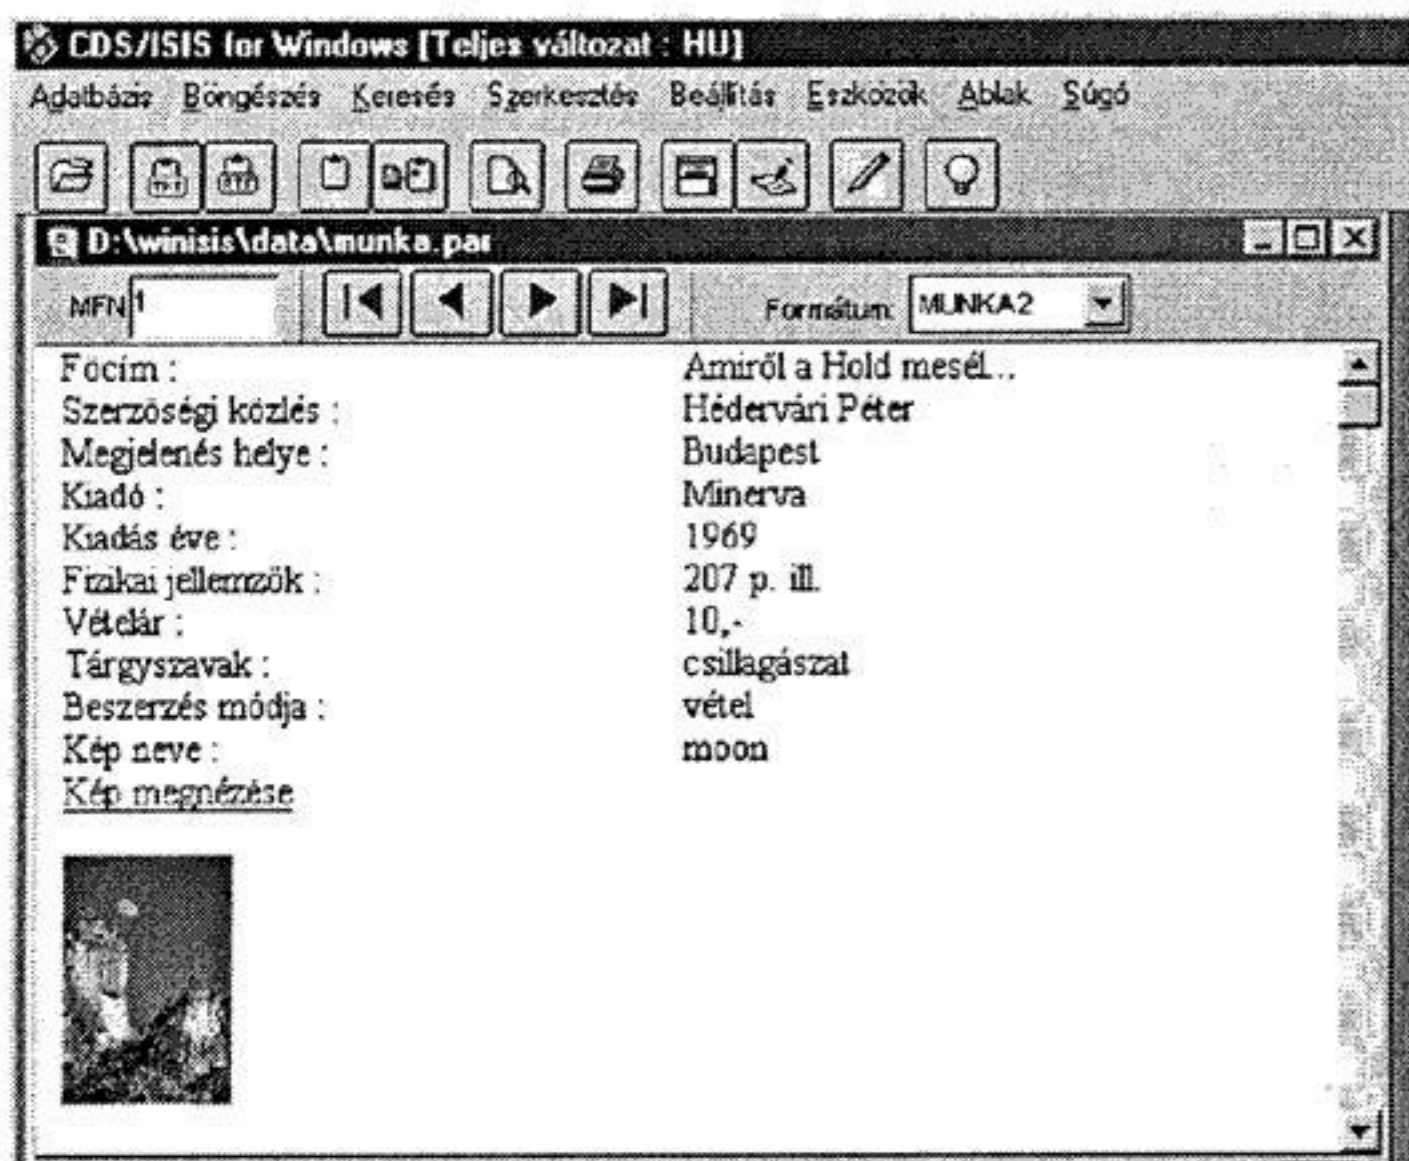 CDS/ISIS for Windows [Teljes változat : HU]
Adatbázis Böngészés Keresés Szerkesztés Beállítás Eszközök Ablak Súgó
D:\winisis\data\munka.par
MFN 1 Formátum: MUNKA2
Főcím : Amiről a Hold mesél...
Szerzőségi közlés : Hédervári Péter
Megjelenés helye : Budapest
Kiadó : Minerva
Kiadás éve : 1969
Fizikai jellemzők : 207 p. ill.
Vételár : 10,-
Tárgyszavak : csillagászat
Beszerzés módja : vétel
Kép neve : moon
Kép megnézése